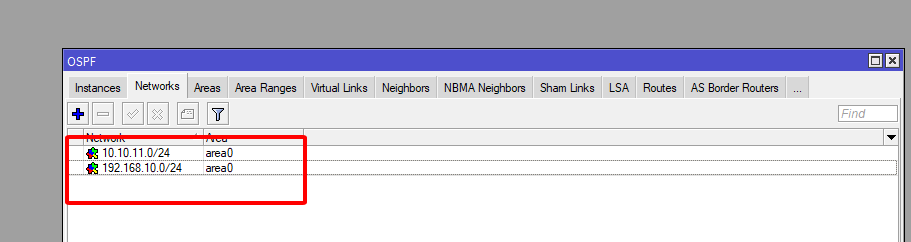 OSPF
Instances Networks Areas Area Ranges Virtual Links Neighbors NBMA Neighbors Sham Links LSA Routes AS Border Routers ...
Find
Network Area
10.10.11.0/24 area0
192.168.10.0/24 area0